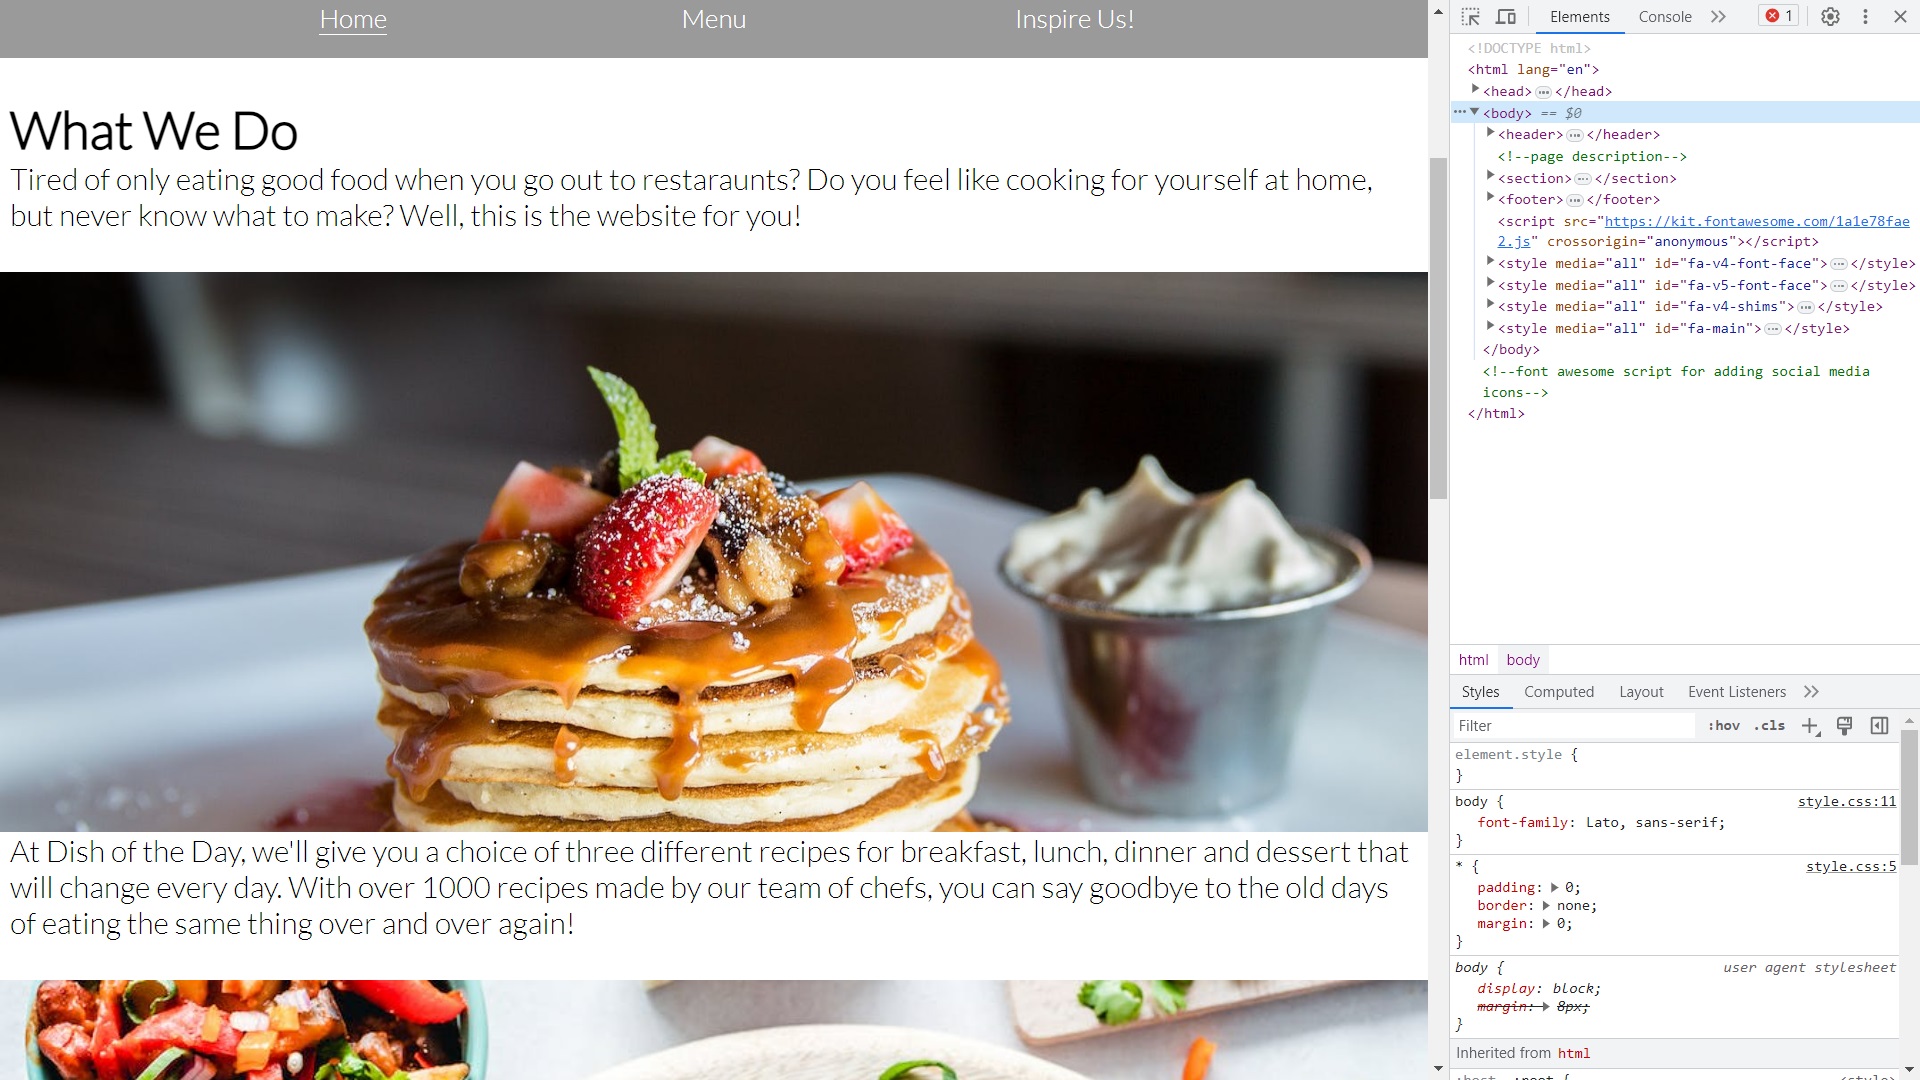 Home Menu Inspire Us!
What We Do
Tired of only eating good food when you go out to restaraunts? Do you feel like cooking for yourself at home,
but never know what to make? Well, this is the website for you!
At Dish of the Day, we'll give you a choice of three different recipes for breakfast, lunch, dinner and dessert that
will change every day. With over 1000 recipes made by our team of chefs, you can say goodbye to the old days
of eating the same thing over and over again!
Elements Console 1
<!DOCTYPE html>
<html lang="en">
<head> </head>
<body> == $0
<header> </header>
<!--page description-->
<section> </section>
<footer> </footer>
<script src="https://kit.fontawesome.com/1a1e78fae
2.js" crossorigin="anonymous"></script>
<style media="all" id="fa-v4-font-face"> </style>
<style media="all" id="fa-v5-font-face"> </style>
<style media="all" id="fa-v4-shims"> </style>
<style media="all" id="fa-main"> </style>
</body>
<!--font awesome script for adding social media
icons-->
</html>
html body
Styles Computed Layout Event Listeners
Filter :hov .cls
element.style {
}
body { style.css:11
font-family: Lato, sans-serif;
}
* { style.css:5
padding: 0;
border: none;
margin: 0;
}
body { user agent stylesheet
display: block;
margin: 8px;
}
Inherited from html